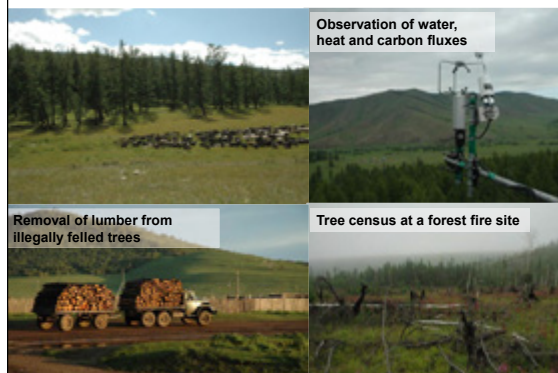 Observation of water,
heat and carbon fluxes
Removal of lumber from
illegally felled trees
Tree census at a forest fire site